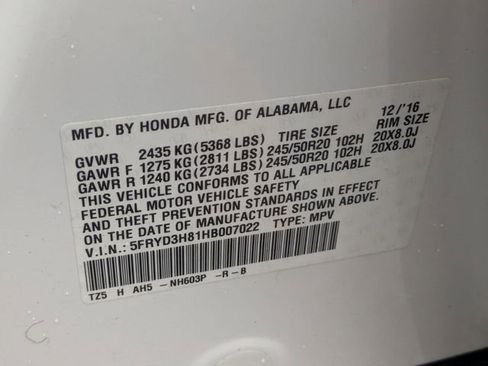 MFD. BY HONDA MFG. OF ALABAMA, LLC 12/'16
GVWR 2435 KG(5368 LBS) TIRE SIZE RIM SIZE
GAWR F 1275 KG(2811 LBS)245/50R20 102H 20X8.0J
GAWR R 1240 KG(2734 LBS)245/50R20 102H 20X8.0J
THIS VEHICLE CONFORMS TO ALL APPLICABLE
FEDERAL MOTOR VEHICLE SAFETY
AND THEFT PREVENTION STANDARDS IN EFFECT
ON THE DATE OF MANUFACTURE SHOWN ABOVE.
V.I.N.: 5FRYD3H81HB007022 TYPE: MPV
TZ5 H AH5 -NH603P -R-B